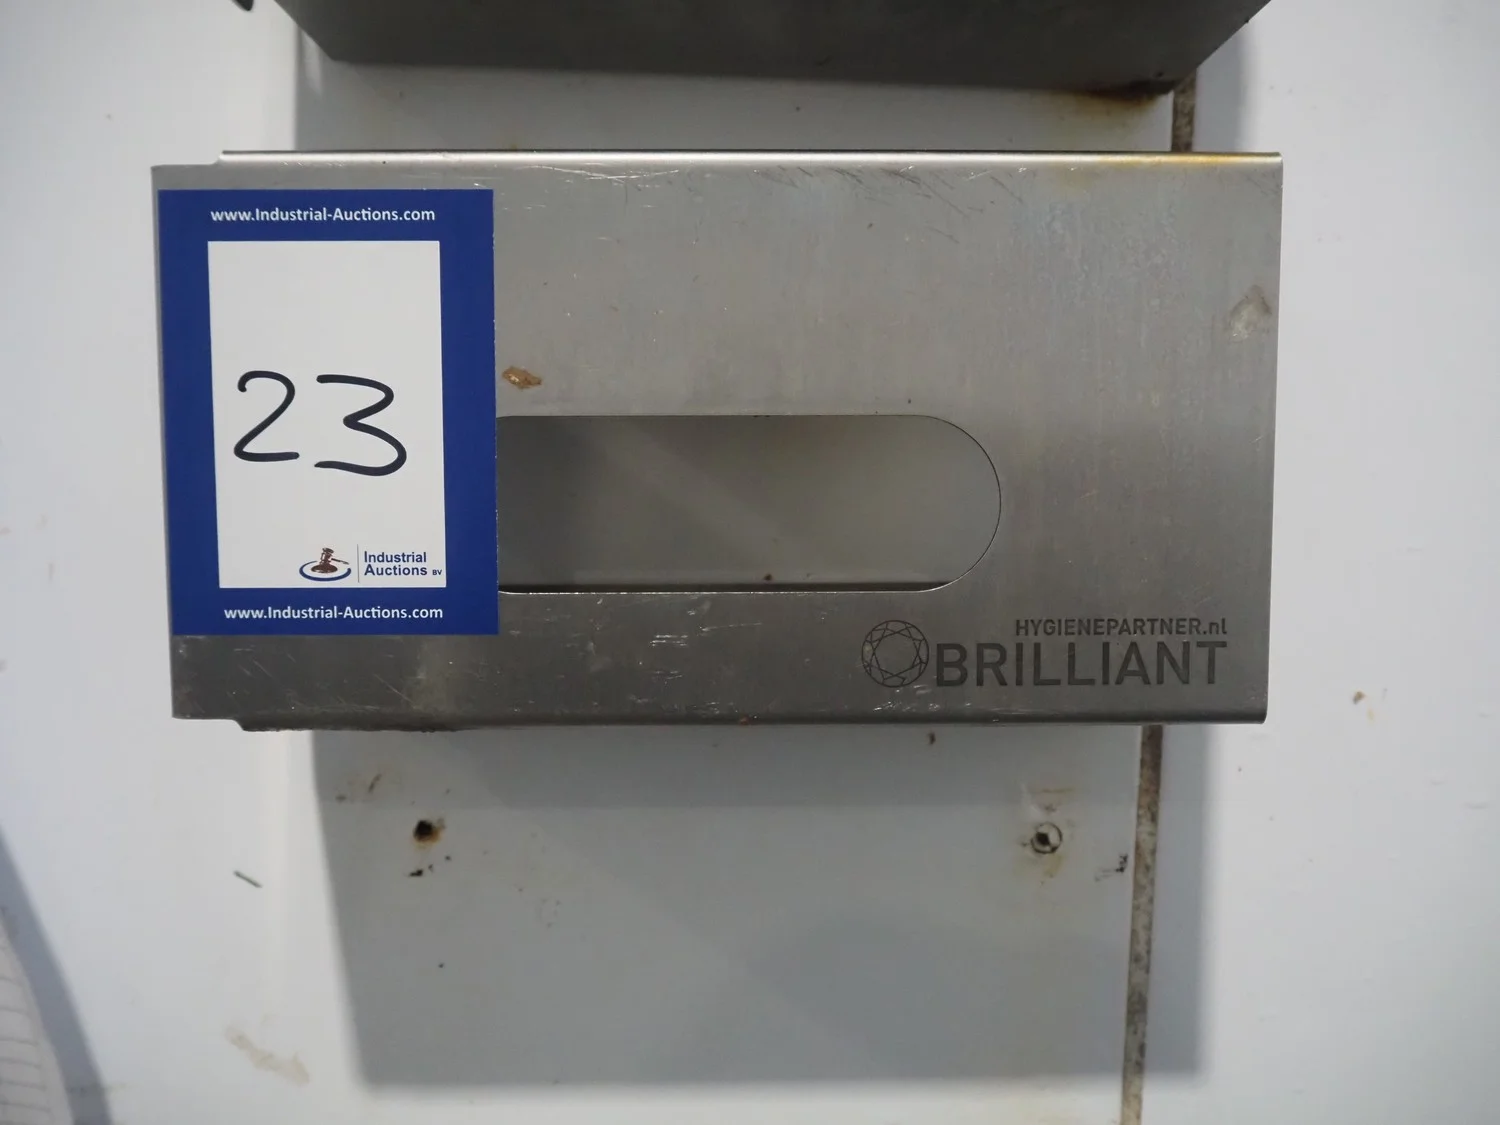 www.Industrial-Auctions.com
23
Industrial
Auctions BV
www.Industrial-Auctions.com
HYGIENEPARTNER.nl
BRILLIANT